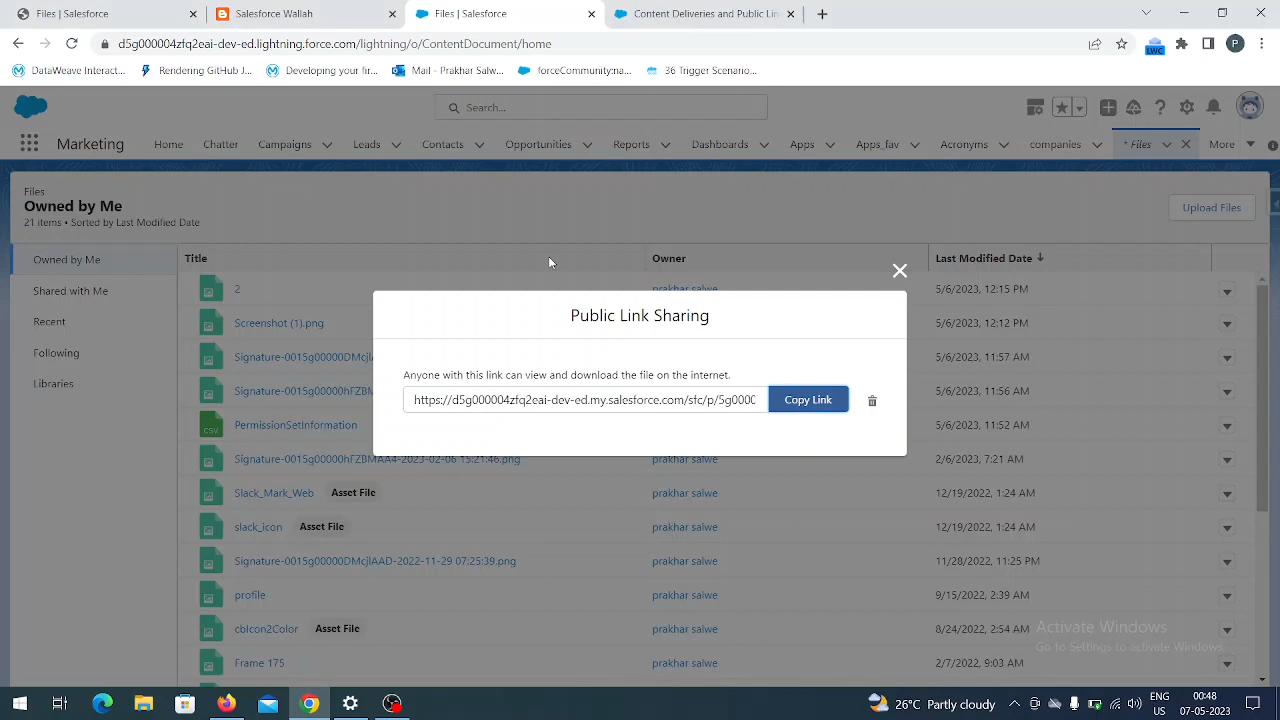 Files | Salesforce
Salesforce Wallah
Files | Salesforce
Content Deliveries and Public Lin
d5g000004zfq2eai-dev-ed.lightning.force.com/lightning/o/ContentDocument/home
P
LWC
DataWeave Interact...
Rendering GitHub J...
Developing your fir...
Mail - Prakhar Salw...
forceCommunity:na...
36 Trigger Scenario...
Search...
Marketing
Home
Chatter
Campaigns
Leads
Contacts
Opportunities
Reports
Dashboards
Apps
Apps_fav
Acronyms
companies
* Files
More
Files
Owned by Me
21 items • Sorted by Last Modified Date
Upload Files
Owned by Me
Shared with Me
Recent
Following
Libraries
Title
Owner
Last Modified Date
2
prakhar salwe
5/6/2023, 12:15 PM
Screenshot (1).png
5/6/2023, 12:12 PM
5/6/2023, 11:57 AM
5/6/2023, 11:56 AM
CSV
PermissionSetInformation
5/6/2023, 11:52 AM
Public Link Sharing
Anyone with this link can view and download the file on the internet.
https://d5g000004zfq2eai-dev-ed.my.salesforce.com/sfc/p/5g000C
Copy Link
Signature-0015g00000hFZBMAA4-2023-02-06 15:21:46.png
prakhar salwe
2/6/2023, 7:21 AM
Slack_Mark_Web
Asset File
prakhar salwe
12/19/2022, 1:24 AM
slack_icon
Asset File
prakhar salwe
12/19/2022, 1:24 AM
Signature-0015g00000DMcjlAAD-2022-11-29 07:25:39.png
prakhar salwe
11/28/2022, 11:25 PM
profile
prakhar salwe
9/15/2022, 2:39 AM
cbIcon2Color
Asset File
prakhar salwe
8/24/2022, 2:54 AM
Frame 175
prakhar salwe
2/7/2022, 9:03 AM
Activate Windows
Go to Settings to activate Windows.
26°C Partly cloudy
ENG
US
00:48
07-05-2023